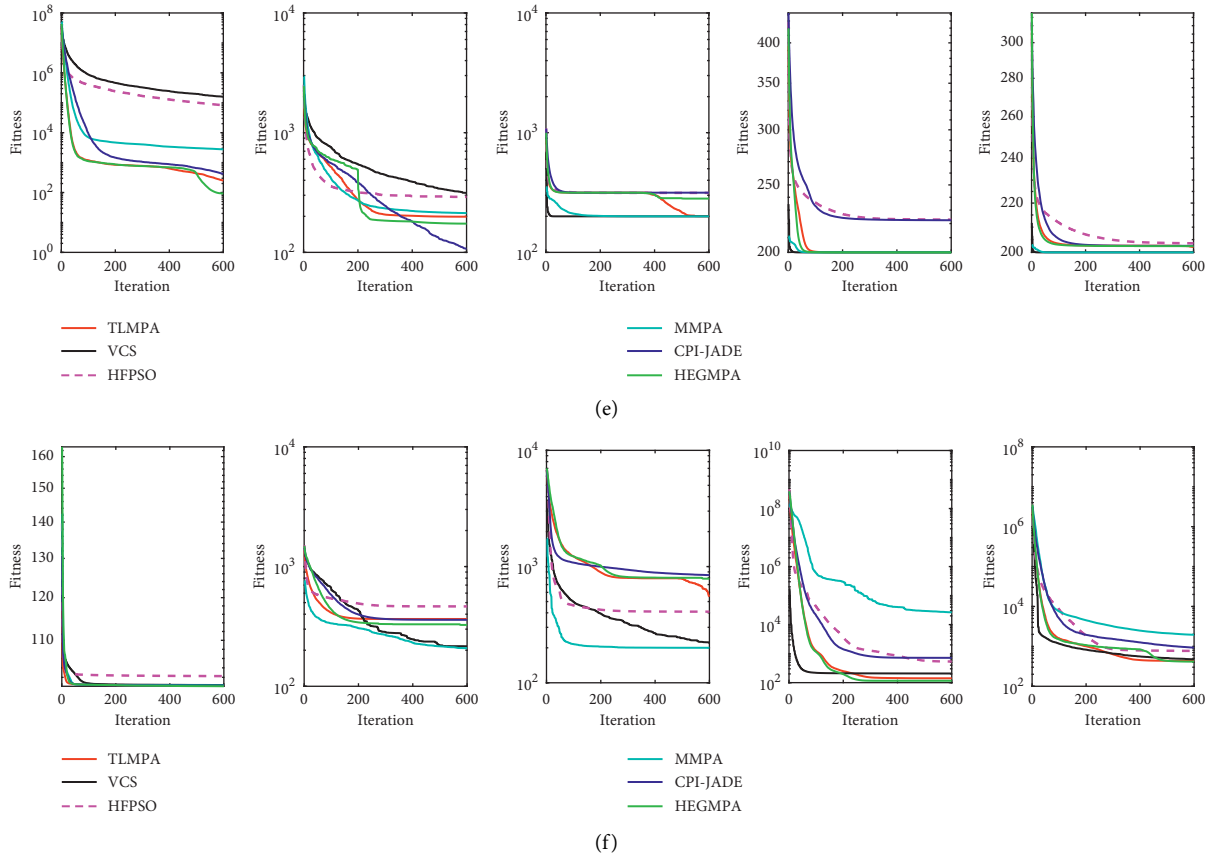 10^8
10^6
10^4
10^2
10^0
Fitness
0 200 400 600
Iteration
10^4
10^3
10^2
Fitness
0 200 400 600
Iteration
10^4
10^3
10^2
Fitness
0 200 400 600
Iteration
400
350
300
250
200
Fitness
0 200 400 600
Iteration
300
280
260
240
220
210
200
Fitness
0 200 400 600
Iteration
TLMPA
VCS
HFPSO
MMPA
CPI-JADE
HEGMPA
(e)
160
150
140
130
120
110
Fitness
0 200 400 600
Iteration
10^4
10^3
10^2
Fitness
0 200 400 600
Iteration
10^4
10^3
10^2
Fitness
0 200 400 600
Iteration
10^10
10^8
10^6
10^4
10^2
Fitness
0 200 400 600
Iteration
10^8
10^6
10^4
10^2
Fitness
0 200 400 600
Iteration
TLMPA
VCS
HFPSO
MMPA
CPI-JADE
HEGMPA
(f)